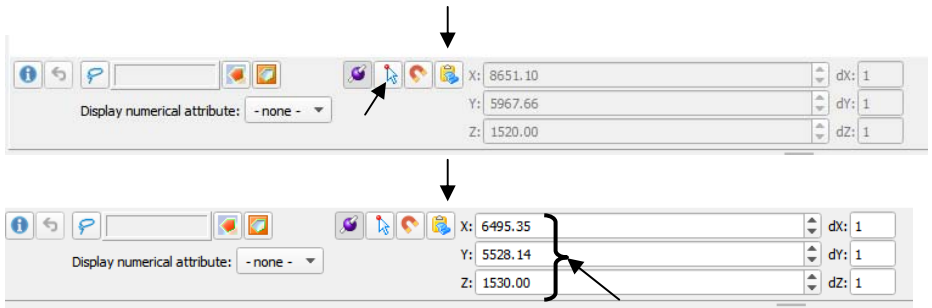 X: 8651.10 dX: 1
Display numerical attribute: - none - Y: 5967.66 dY: 1
Z: 1520.00 dZ: 1
X: 6495.35 dX: 1
Display numerical attribute: - none - Y: 5528.14 dY: 1
Z: 1530.00 dZ: 1